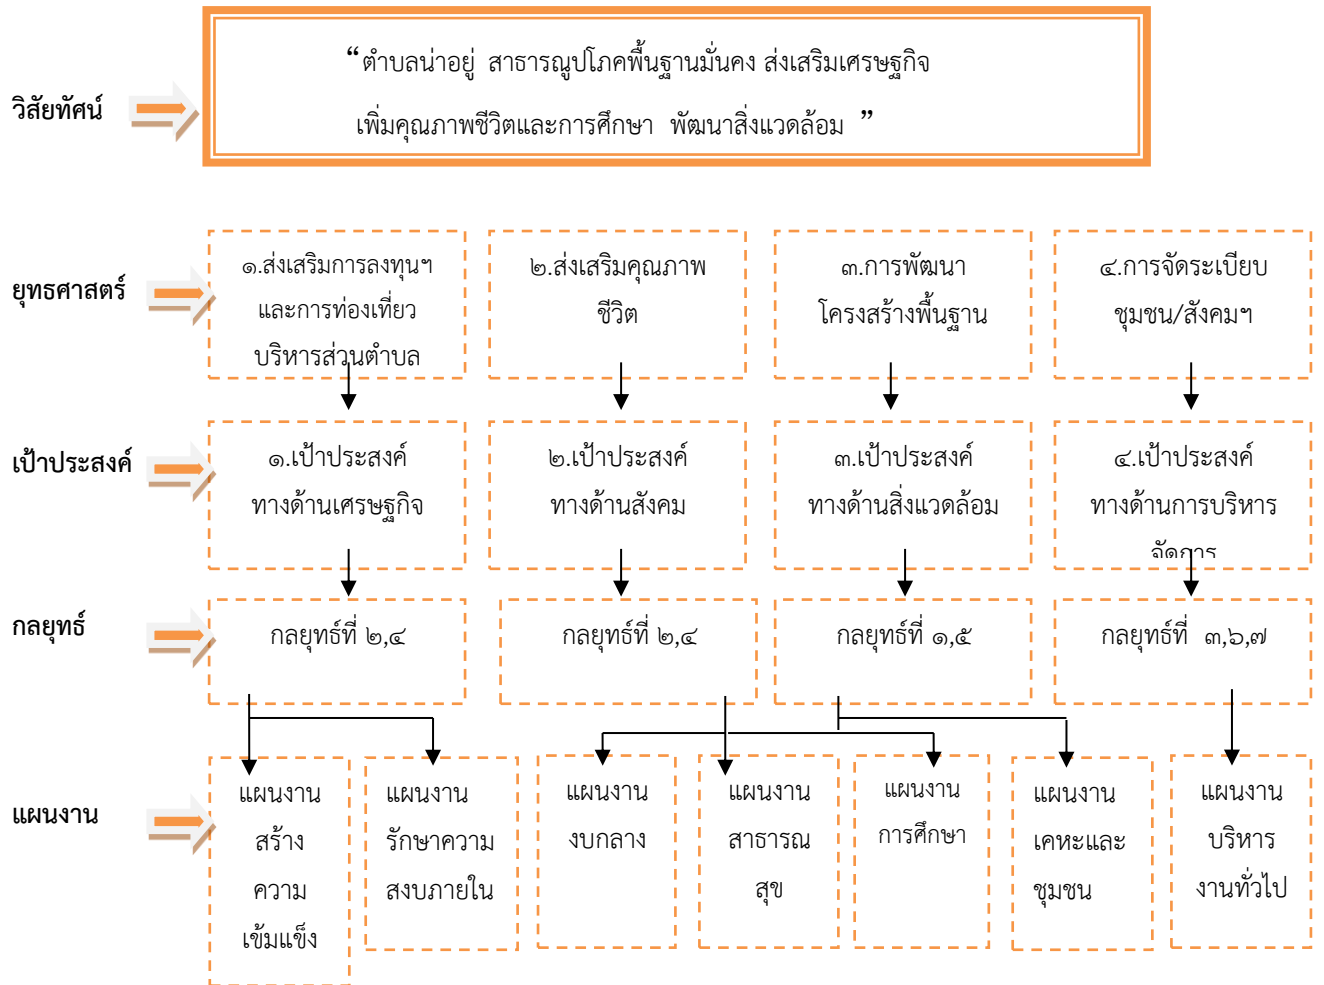 “ตำบลน่าอยู่ สาธารณูปโภคพื้นฐานมั่นคง ส่งเสริมเศรษฐกิจ
เพิ่มคุณภาพชีวิตและการศึกษา พัฒนาสิ่งแวดล้อม ”
วิสัยทัศน์
ยุทธศาสตร์
๑.ส่งเสริมการลงทุนฯ
และการท่องเที่ยว
บริหารส่วนตำบล
๒.ส่งเสริมคุณภาพ
ชีวิต
๓.การพัฒนา
โครงสร้างพื้นฐาน
๔.การจัดระเบียบ
ชุมชน/สังคมฯ
เป้าประสงค์
๑.เป้าประสงค์
ทางด้านเศรษฐกิจ
๒.เป้าประสงค์
ทางด้านสังคม
๓.เป้าประสงค์
ทางด้านสิ่งแวดล้อม
๔.เป้าประสงค์
ทางด้านการบริหาร
จัดการ
กลยุทธ์
กลยุทธ์ที่ ๒,๔
กลยุทธ์ที่ ๒,๔
กลยุทธ์ที่ ๑,๕
กลยุทธ์ที่ ๓,๖,๗
แผนงาน
แผนงาน
สร้าง
ความ
เข้มแข็ง
แผนงาน
รักษาความ
สงบภายใน
แผนงาน
งบกลาง
แผนงาน
สาธารณ
สุข
แผนงาน
การศึกษา
แผนงาน
เคหะและ
ชุมชน
แผนงาน
บริหาร
งานทั่วไป